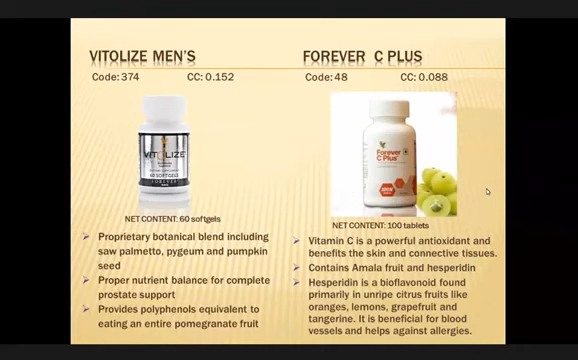 VITOLIZE MEN'S
Code: 374 CC: 0.152
VITOLIZE
60 SOFTGELS
FOREVER
NET CONTENT: 60 softgels
Proprietary botanical blend including
saw palmetto, pygeum and pumpkin
seed
Proper nutrient balance for complete
prostate support
Provides polyphenols equivalent to
eating an entire pomegranate fruit
FOREVER C PLUS
Code: 48 CC: 0.088
Forever
C Plus
NET CONTENT: 100 tablets
Vitamin C is a powerful antioxidant and
benefits the skin and connective tissues.
Contains Amala fruit and hesperidin
Hesperidin is a bioflavonoid found
primarily in unripe citrus fruits like
oranges, lemons, grapefruit and
tangerine. It is beneficial for blood
vessels and helps against allergies.